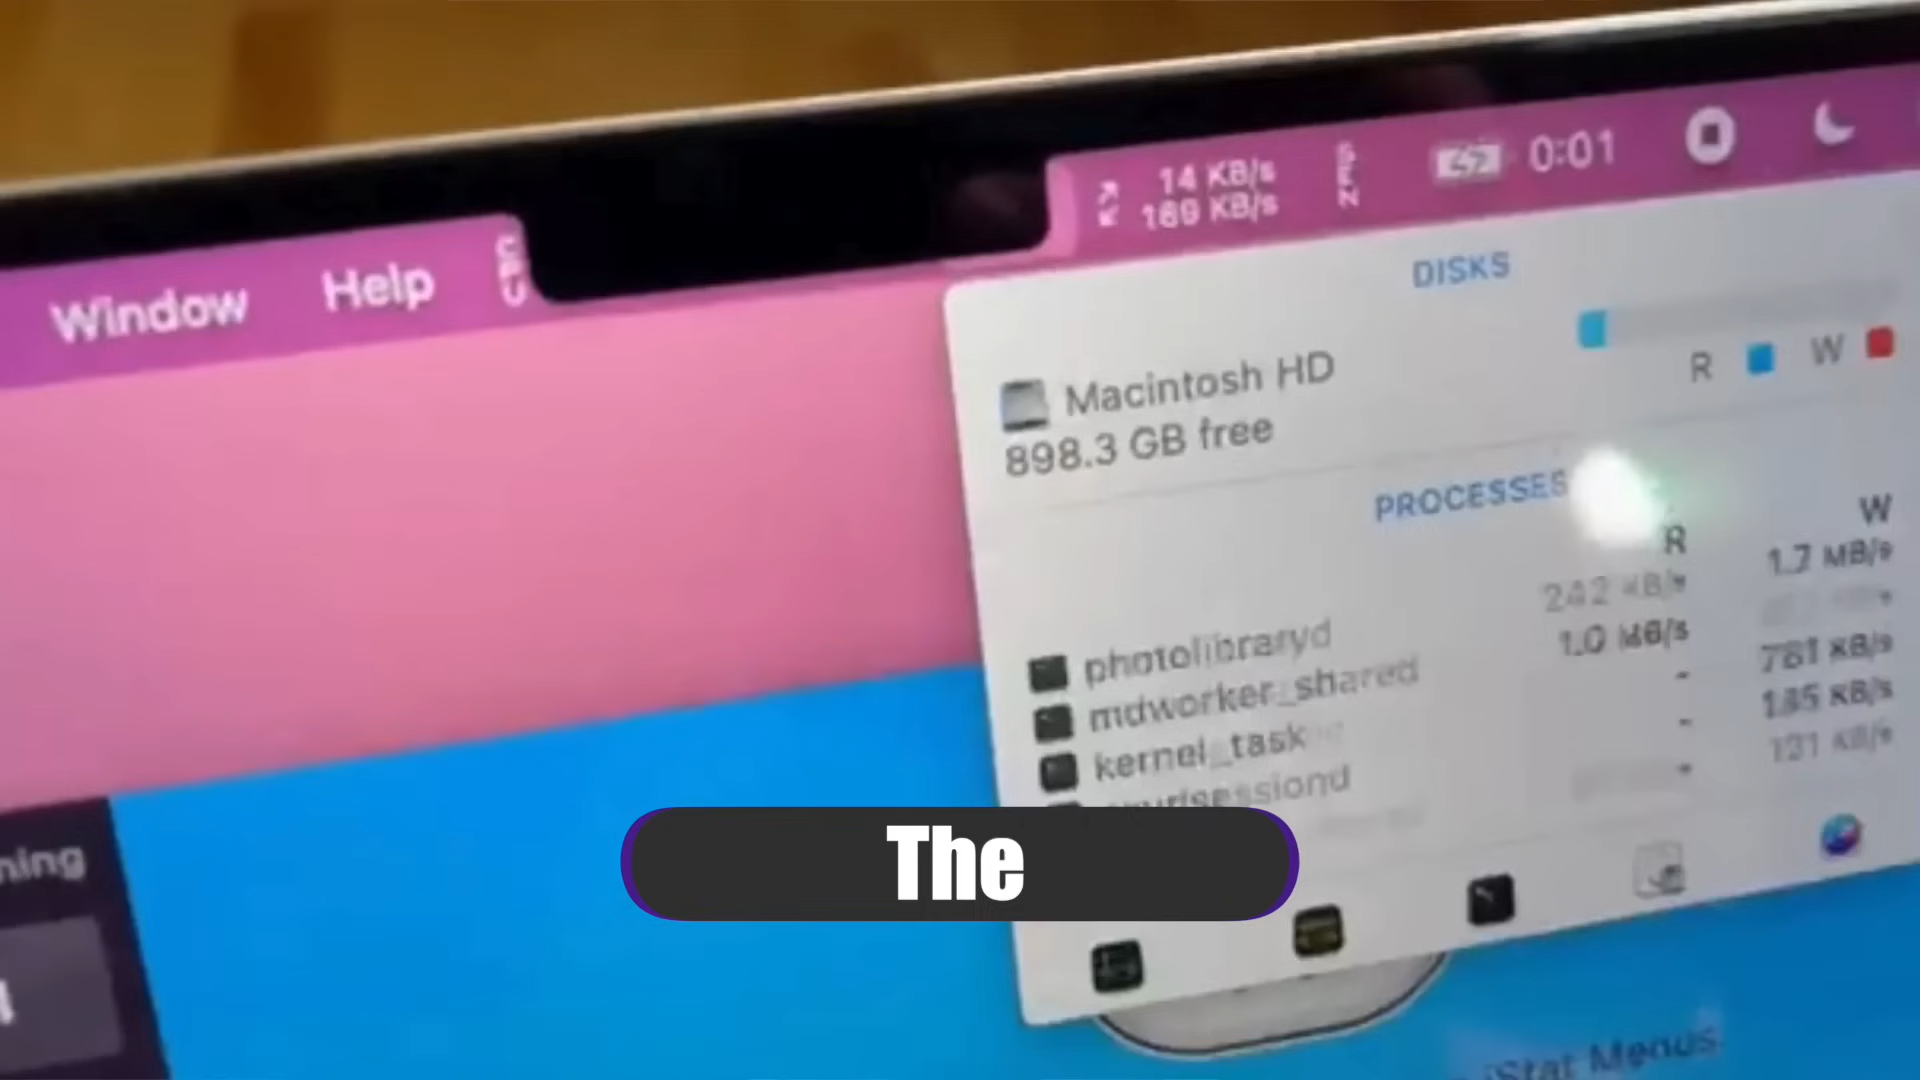 Window Help
14 KB/s
169 KB/s
SEN
0:01
DISKS
R W
Macintosh HD
898.3 GB free
PROCESSES
R W
photolibraryd 242 KB/s 1.7 MB/s
mdworker_shared 1.0 MB/s
kernel_task - 781 KB/s
- 185 KB/s
- 121 KB/s
The
iStat Menus.